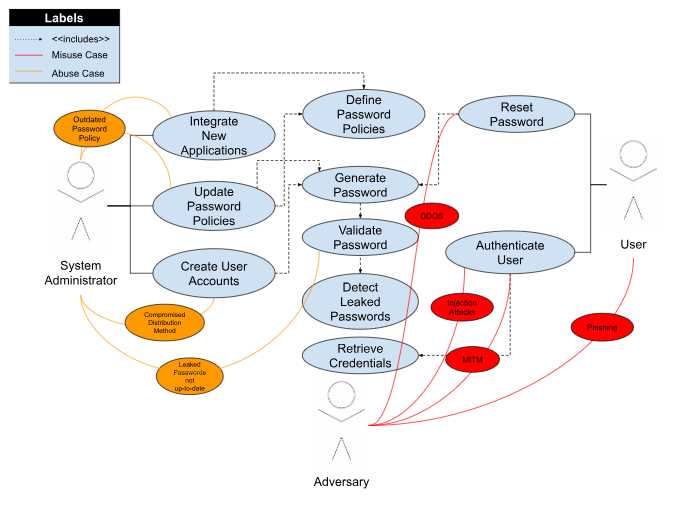 Labels
<<includes>>
Misuse Case
Abuse Case
Outdated
Password
Policy
Integrate
New
Applications
Define
Password
Policies
Reset
Password
Update
Password
Policies
Generate
Password
DDOS
Validate
Password
Authenticate
User
User
System
Administrator
Create User
Accounts
Detect
Leaked
Passwords
Injection
Attacks
Compromised
Distribution
Method
Phishing
Retrieve
Credentials
MITM
Leaked
Passwords
not
up-to-date
Adversary